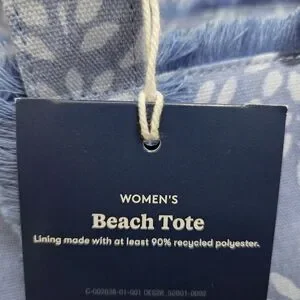 WOMEN'S
Beach Tote
Lining made with at least 90% recycled polyester.